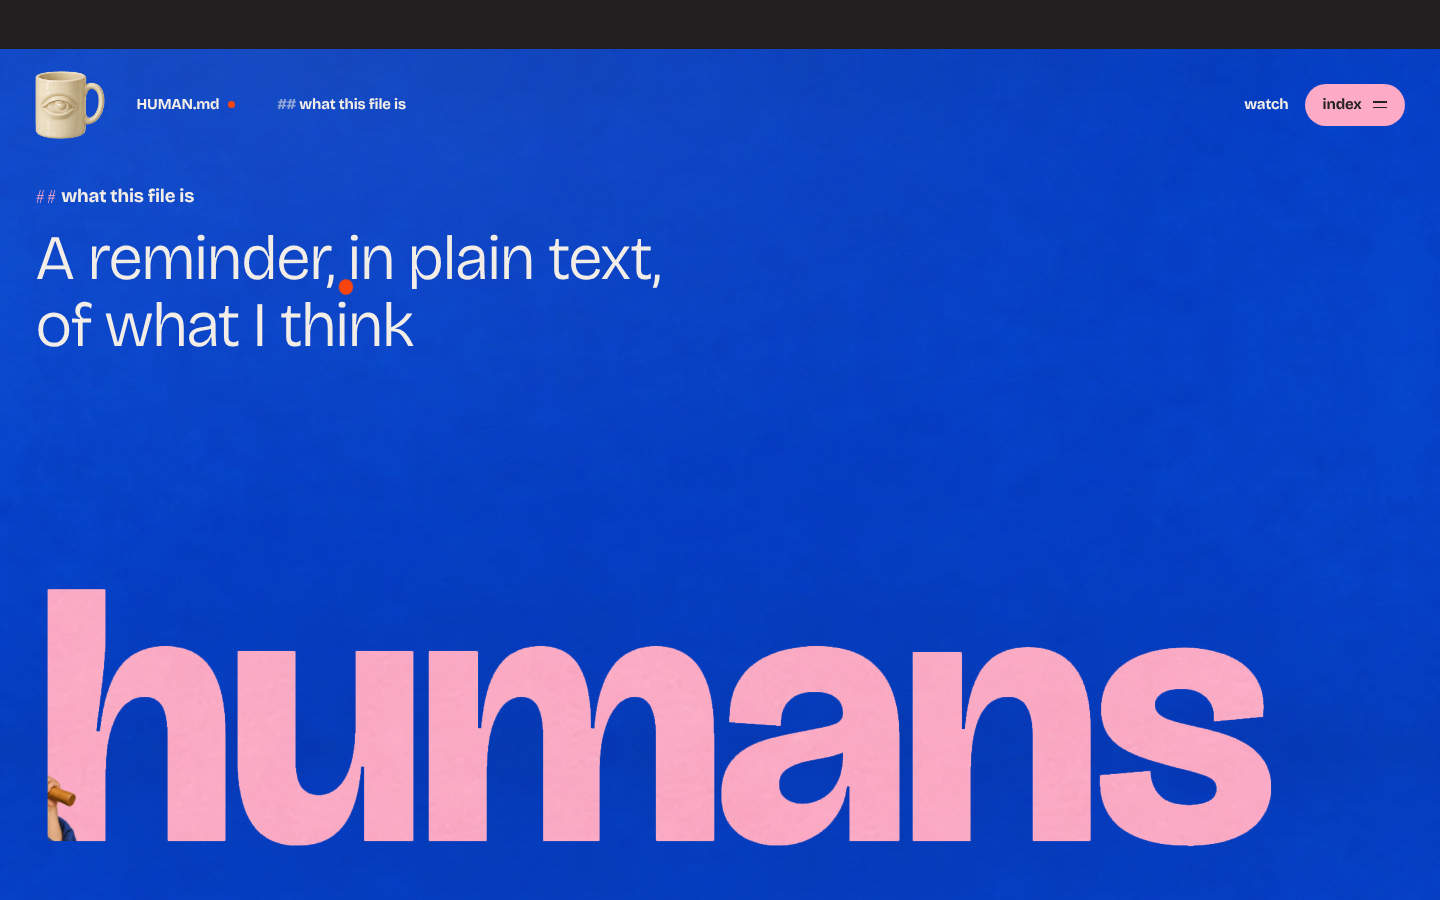 HUMAN.md
## what this file is
watch
index
## what this file is
A reminder, in plain text,
of what I think
humans